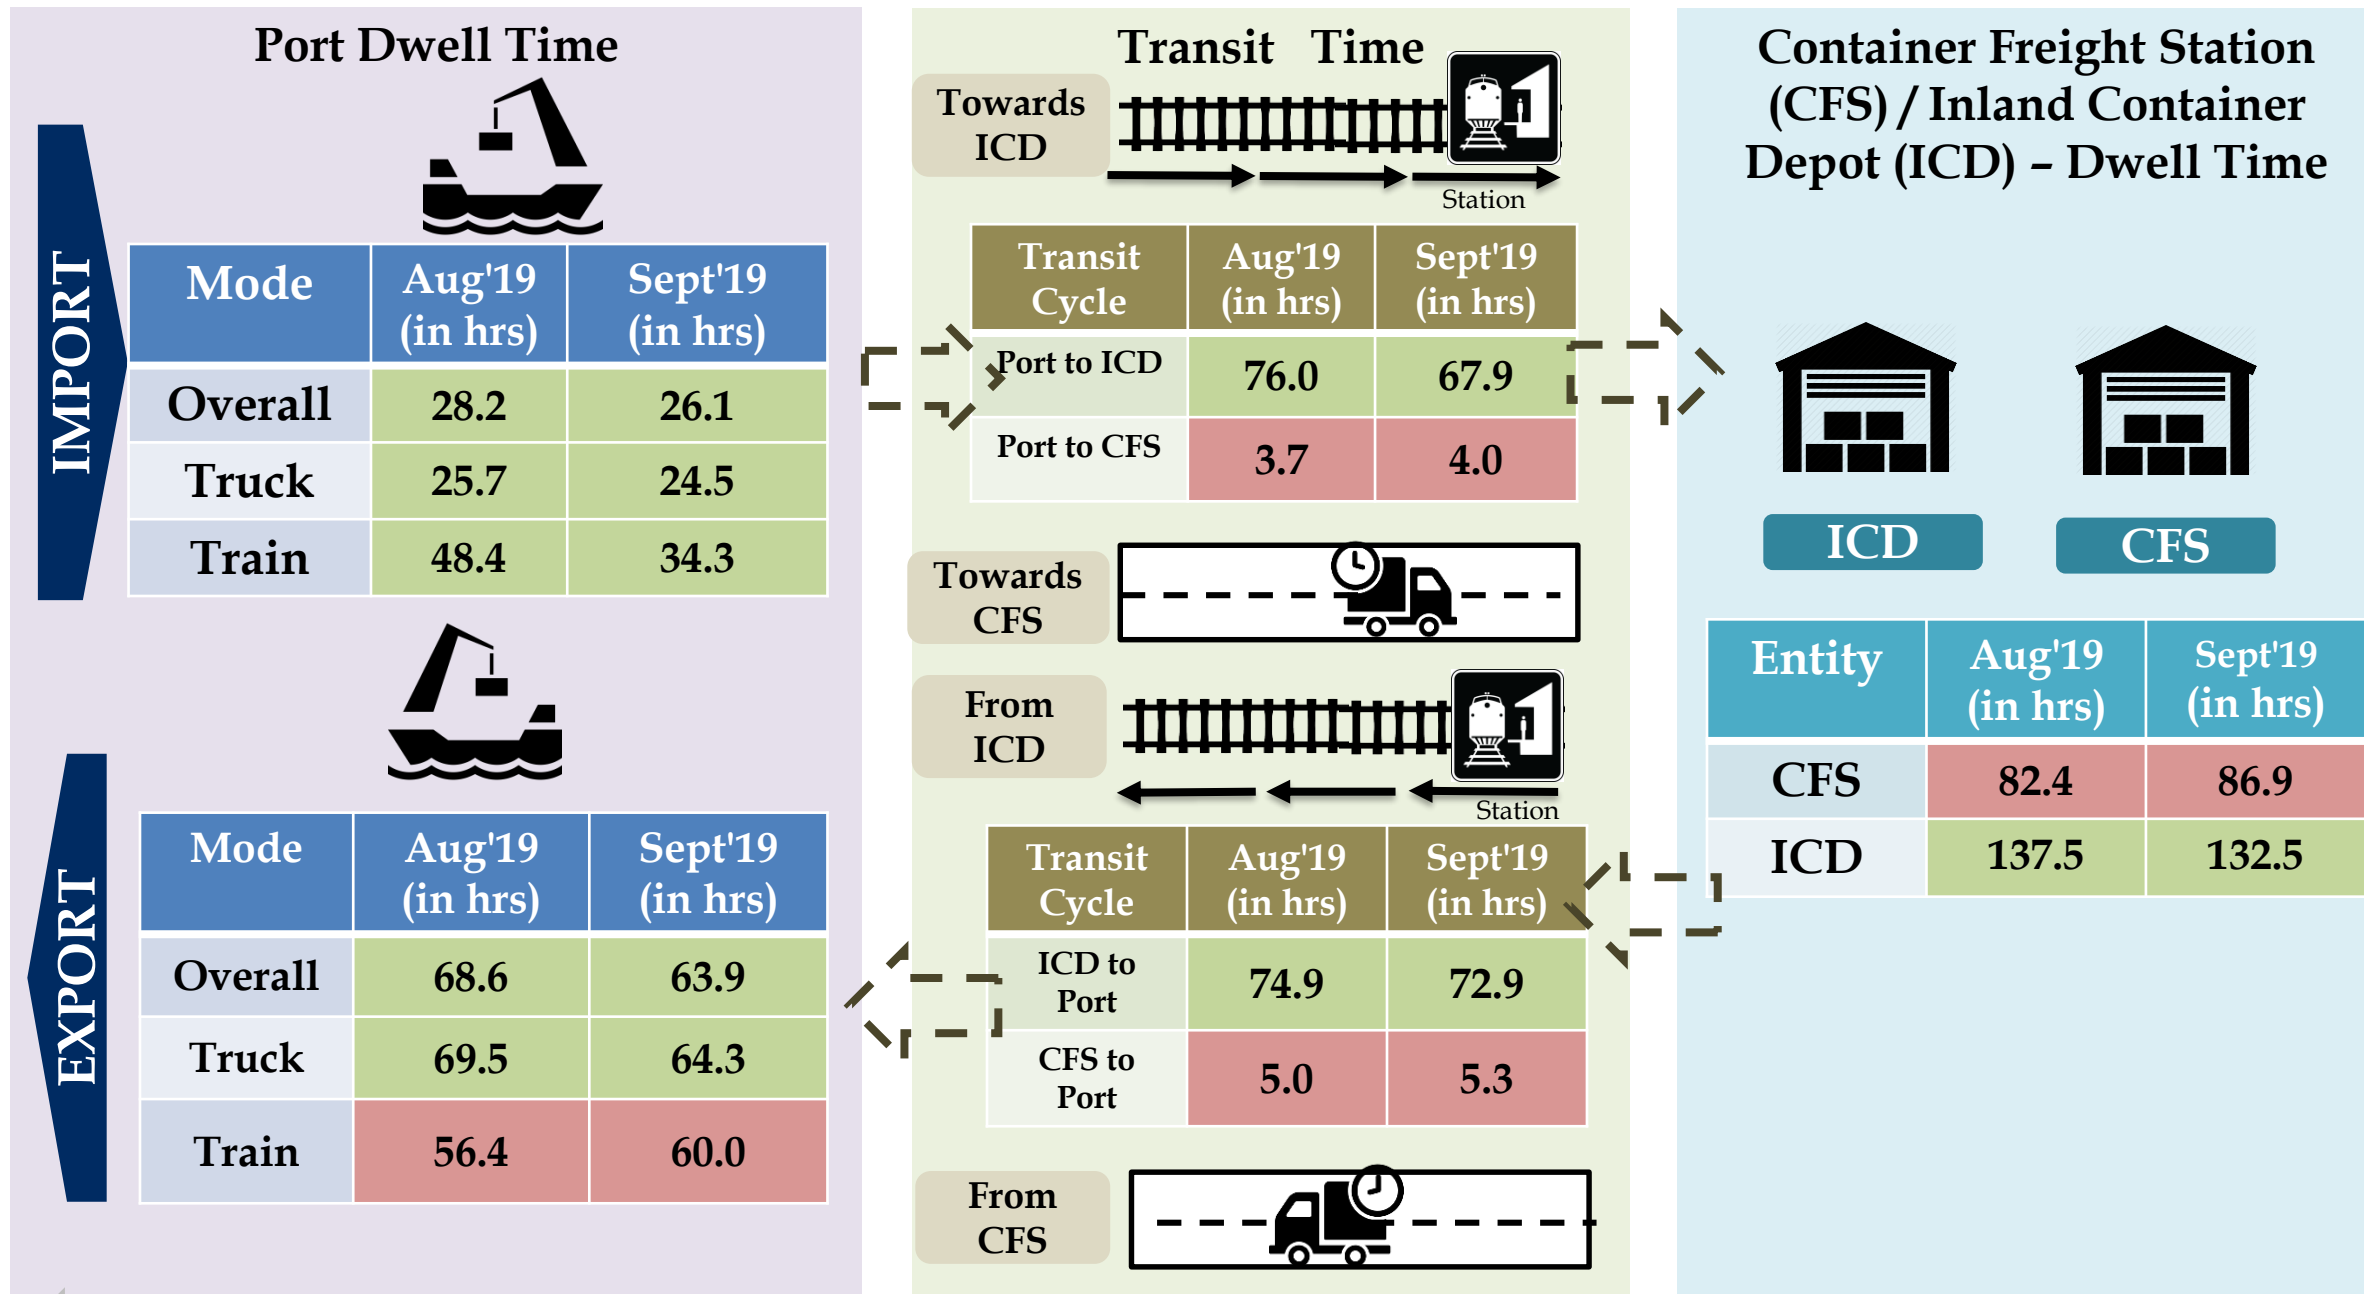 Port Dwell Time
IMPORT
Mode Aug'19 (in hrs) Sept'19 (in hrs)
Overall 28.2 26.1
Truck 25.7 24.5
Train 48.4 34.3
EXPORT
Mode Aug'19 (in hrs) Sept'19 (in hrs)
Overall 68.6 63.9
Truck 69.5 64.3
Train 56.4 60.0
Transit Time
Towards
ICD
Station
Transit Cycle Aug'19 (in hrs) Sept'19 (in hrs)
Port to ICD 76.0 67.9
Port to CFS 3.7 4.0
Towards
CFS
From
ICD
Station
Transit Cycle Aug'19 (in hrs) Sept'19 (in hrs)
ICD to Port 74.9 72.9
CFS to Port 5.0 5.3
From
CFS
Container Freight Station
(CFS) / Inland Container
Depot (ICD) – Dwell Time
ICD
CFS
Entity Aug'19 (in hrs) Sept'19 (in hrs)
CFS 82.4 86.9
ICD 137.5 132.5